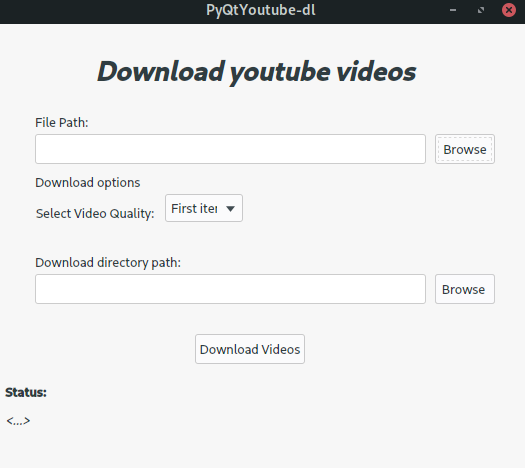 PyQtYoutube-dl
Download youtube videos
File Path:
Browse
Download options
Select Video Quality: First iter
Download directory path:
Browse
Download Videos
Status:
<...>